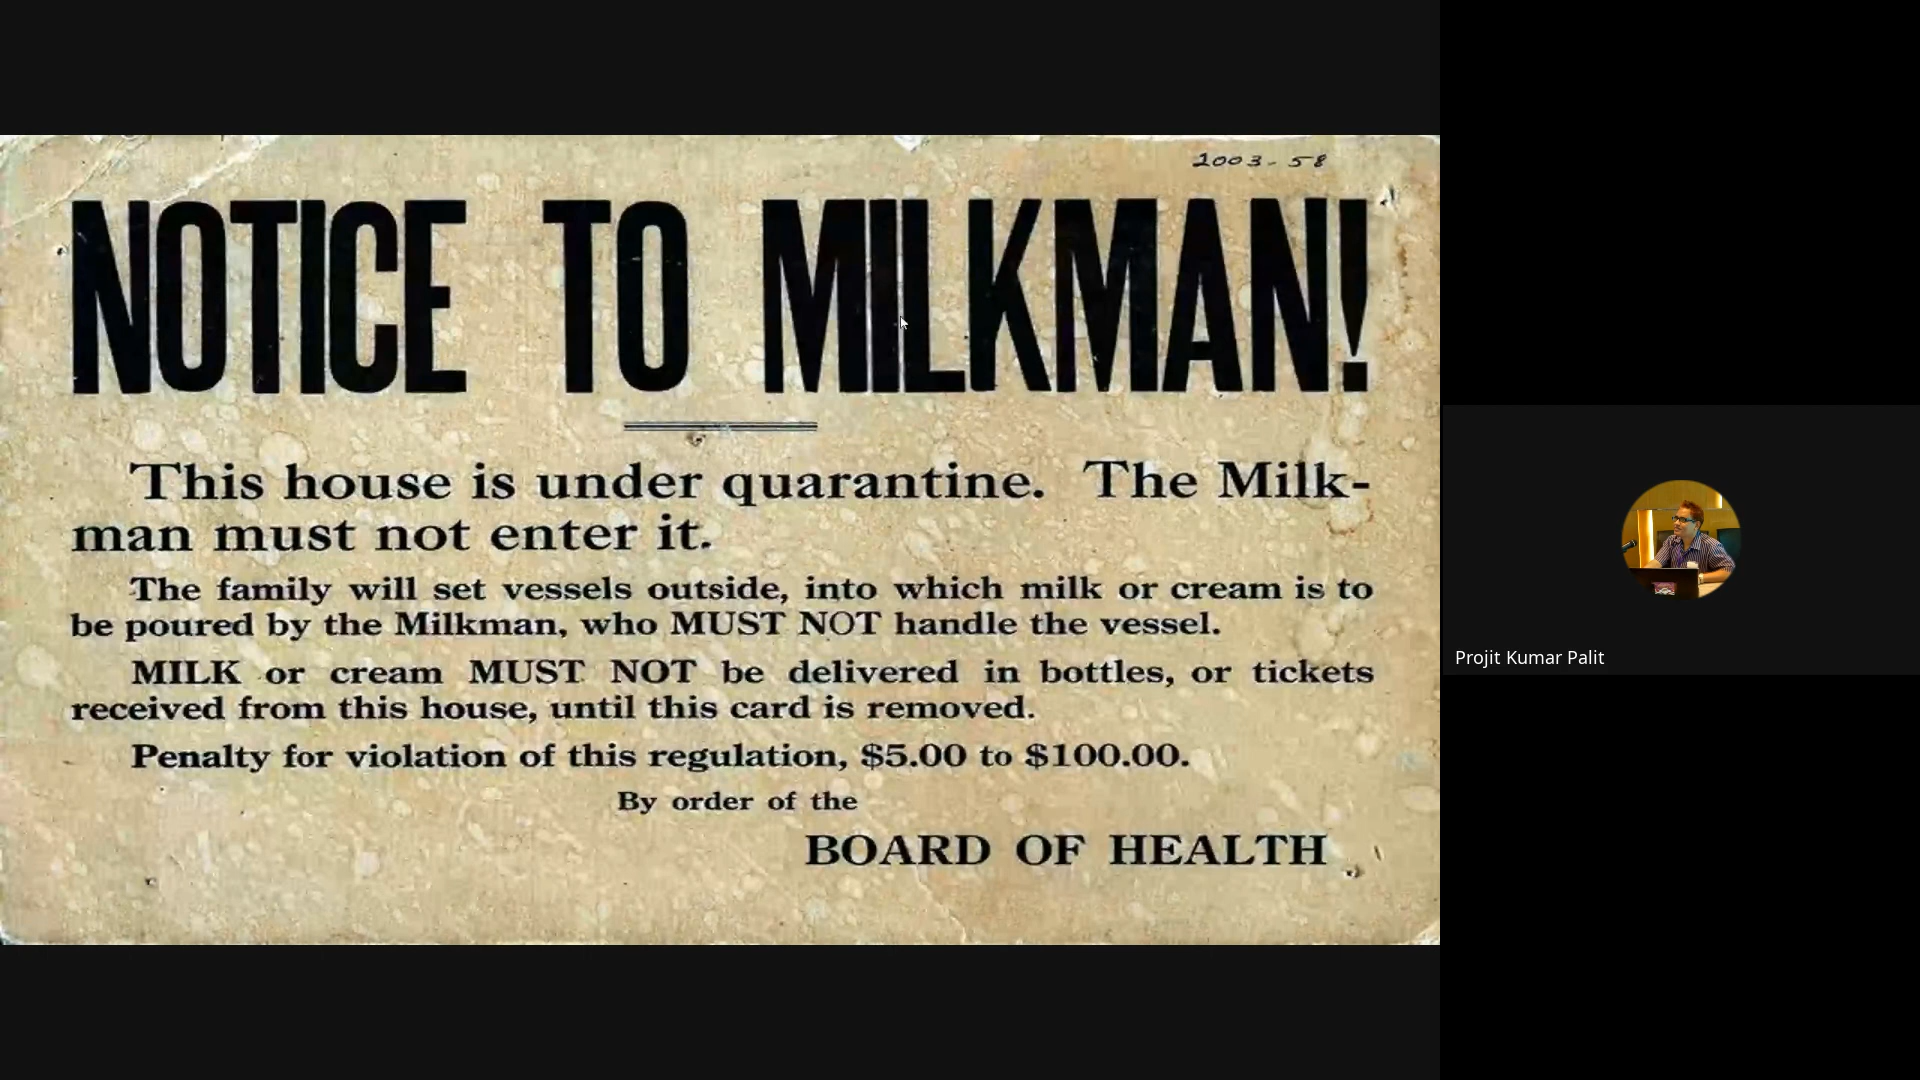 2003-58
NOTICE TO MILKMAN!
This house is under quarantine. The Milk-
man must not enter it.
The family will set vessels outside, into which milk or cream is to
be poured by the Milkman, who MUST NOT handle the vessel.
MILK or cream MUST NOT be delivered in bottles, or tickets
received from this house, until this card is removed.
Penalty for violation of this regulation, $5.00 to $100.00.
By order of the
BOARD OF HEALTH
Projit Kumar Palit